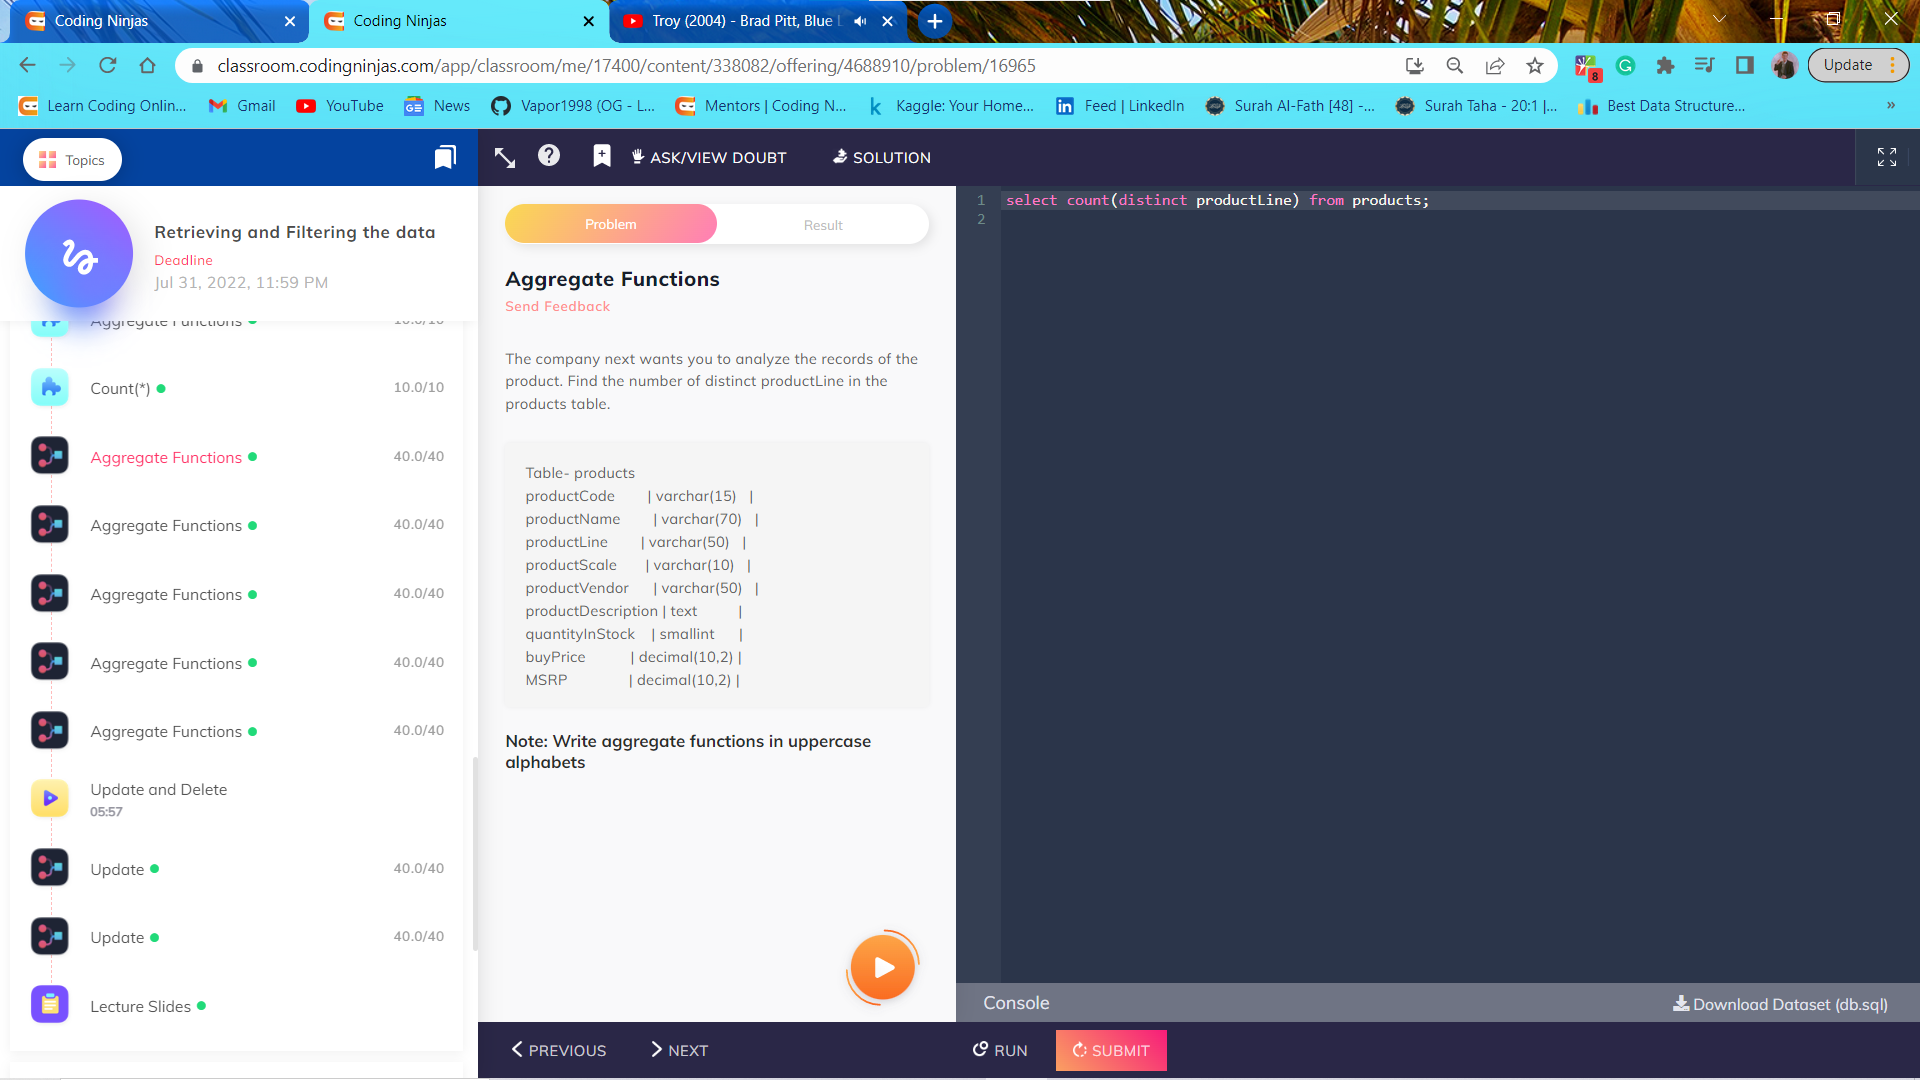 Coding Ninjas
Coding Ninjas
Troy (2004) - Brad Pitt, Blue L
classroom.codingninjas.com/app/classroom/me/17400/content/338082/offering/4688910/problem/16965
8
Update
Learn Coding Onlin...
Gmail
YouTube
News
Vapor1998 (OG - L...
Mentors | Coding N...
Kaggle: Your Home...
Feed | LinkedIn
Surah Al-Fath [48] -...
Surah Taha - 20:1 |...
Best Data Structure...
»
Topics
ASK/VIEW DOUBT
SOLUTION
Retrieving and Filtering the data
Deadline
Jul 31, 2022, 11:59 PM
Aggregate Functions 10.0/10
Count(*) 10.0/10
Aggregate Functions 40.0/40
Aggregate Functions 40.0/40
Aggregate Functions 40.0/40
Aggregate Functions 40.0/40
Aggregate Functions 40.0/40
Update and Delete
05:57
Update 40.0/40
Update 40.0/40
Lecture Slides
Problem
Result
Aggregate Functions
Send Feedback
The company next wants you to analyze the records of the
product. Find the number of distinct productLine in the
products table.
Table- products
productCode | varchar(15) |
productName | varchar(70) |
productLine | varchar(50) |
productScale | varchar(10) |
productVendor | varchar(50) |
productDescription | text |
quantityInStock | smallint |
buyPrice | decimal(10,2) |
MSRP | decimal(10,2) |
Note: Write aggregate functions in uppercase
alphabets
1 select count(distinct productLine) from products;
2
Console
Download Dataset (db.sql)
PREVIOUS
NEXT
RUN
SUBMIT